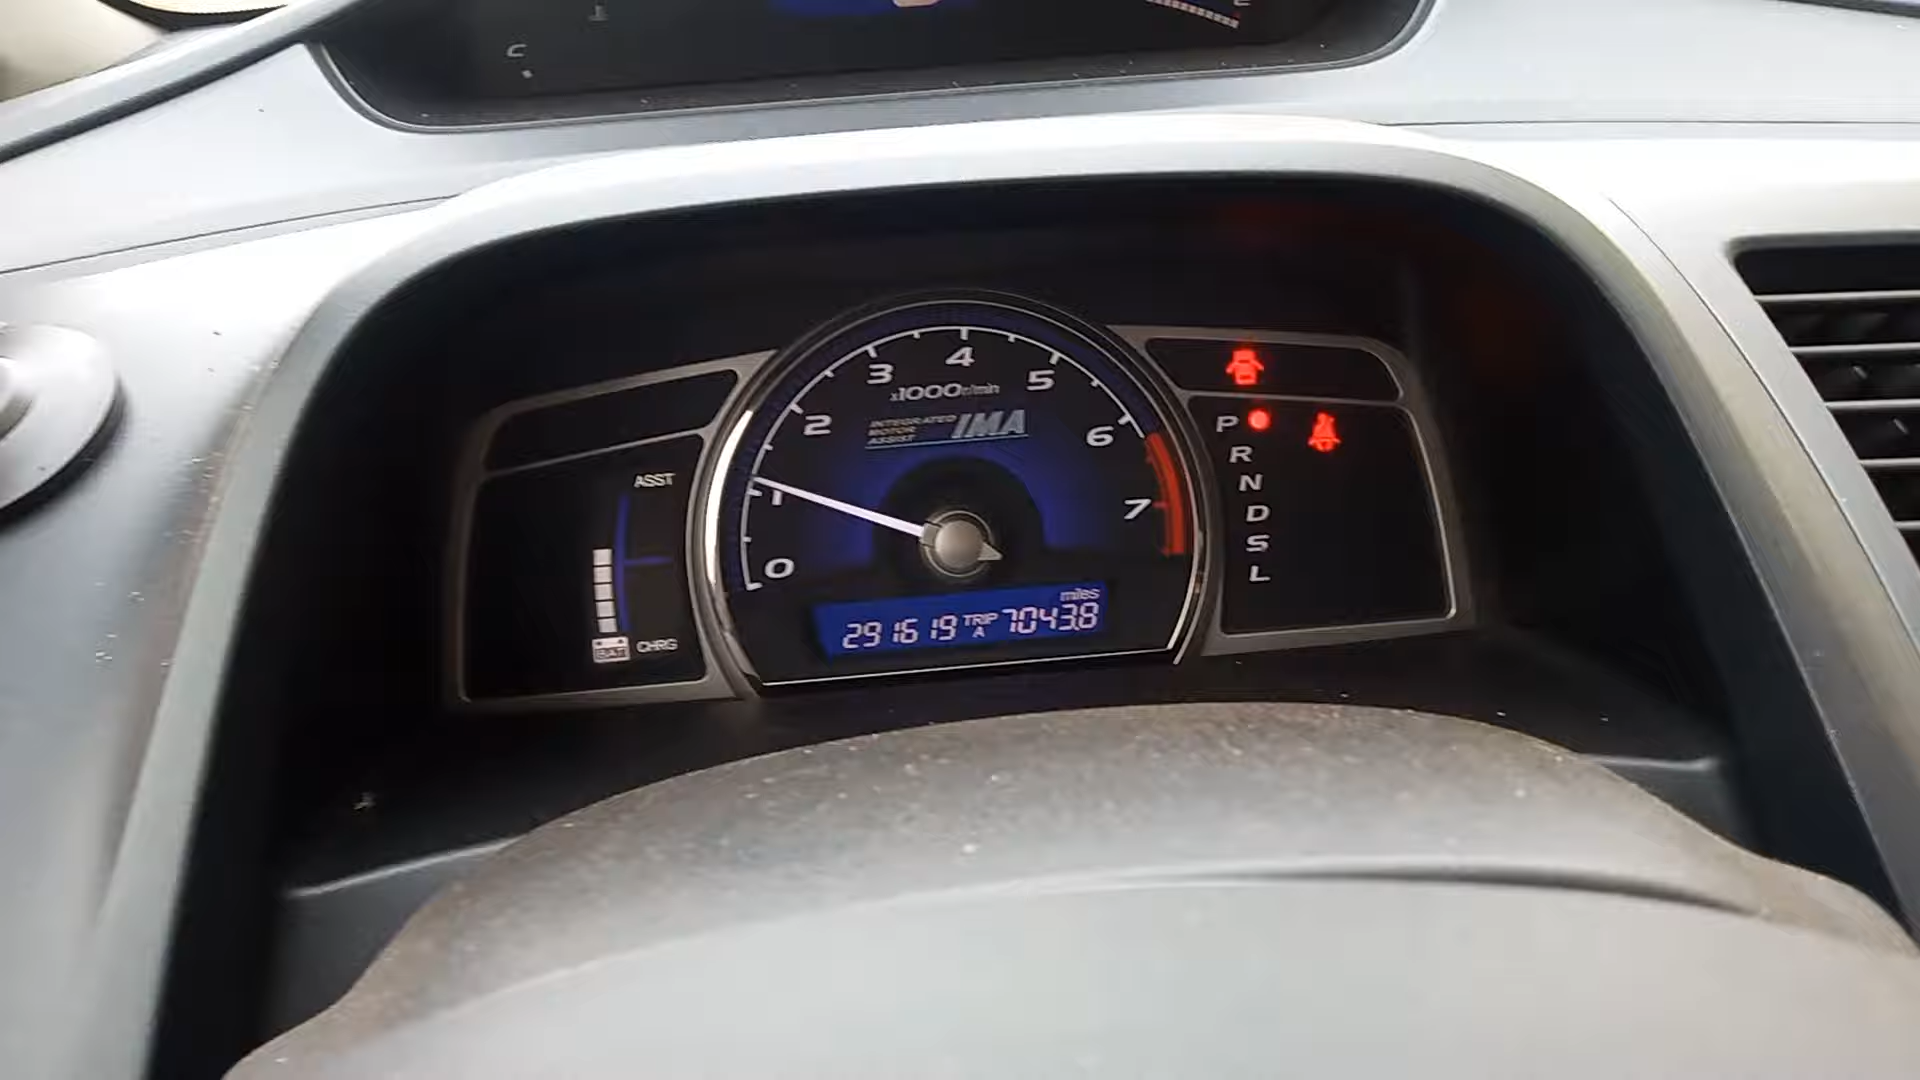 C
E
4
3
5
x1000r/min
2
INTEGRATED
MOTOR
ASSIST
IMA
6
P
R
ASST
1
N
7
D
S
0
L
miles
291619 TRIP A 7043.8
BAT
CHRG